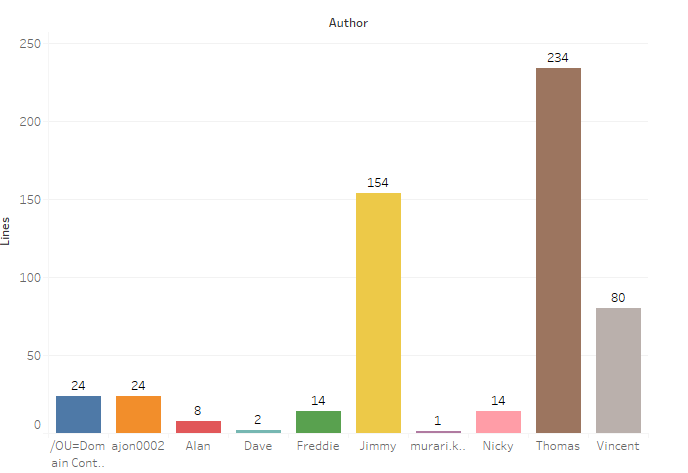 Author
250
200
150
100
50
0
Lines
24
24
8
2
14
154
1
14
234
80
/OU=Dom
ain Cont..
ajon0002
Alan
Dave
Freddie
Jimmy
murari.k..
Nicky
Thomas
Vincent